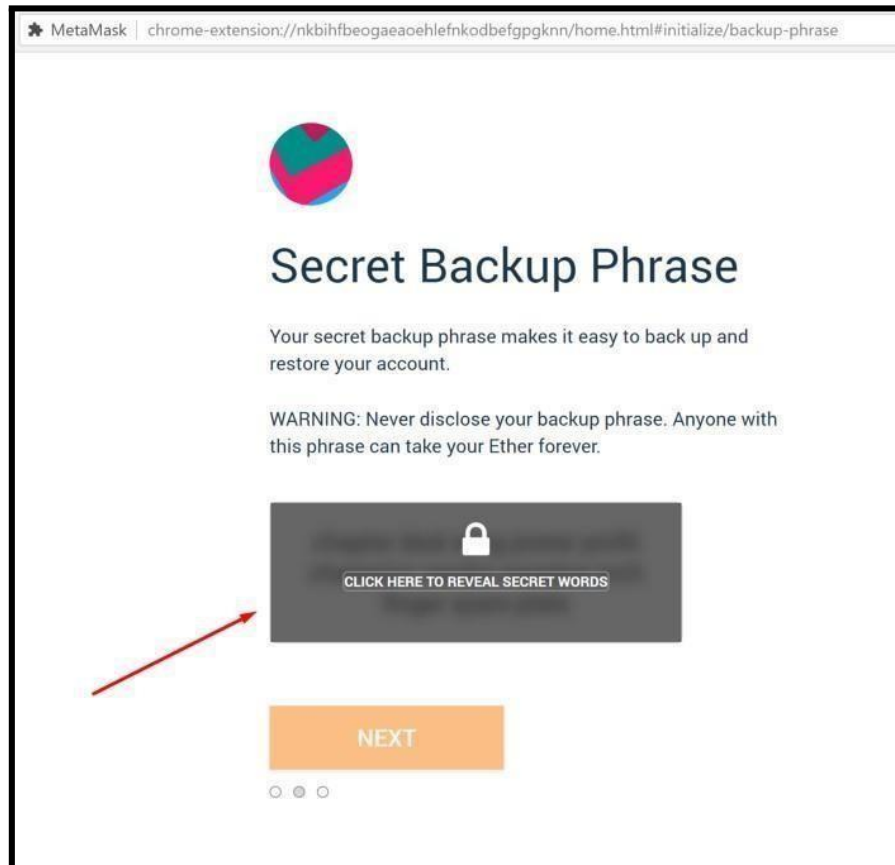 MetaMask chrome-extension://nkbihfbeogaeaoehlefnkodbefgpgknn/home.html#initialize/backup-phrase
Secret Backup Phrase
Your secret backup phrase makes it easy to back up and
restore your account.
WARNING: Never disclose your backup phrase. Anyone with
this phrase can take your Ether forever.
CLICK HERE TO REVEAL SECRET WORDS
NEXT